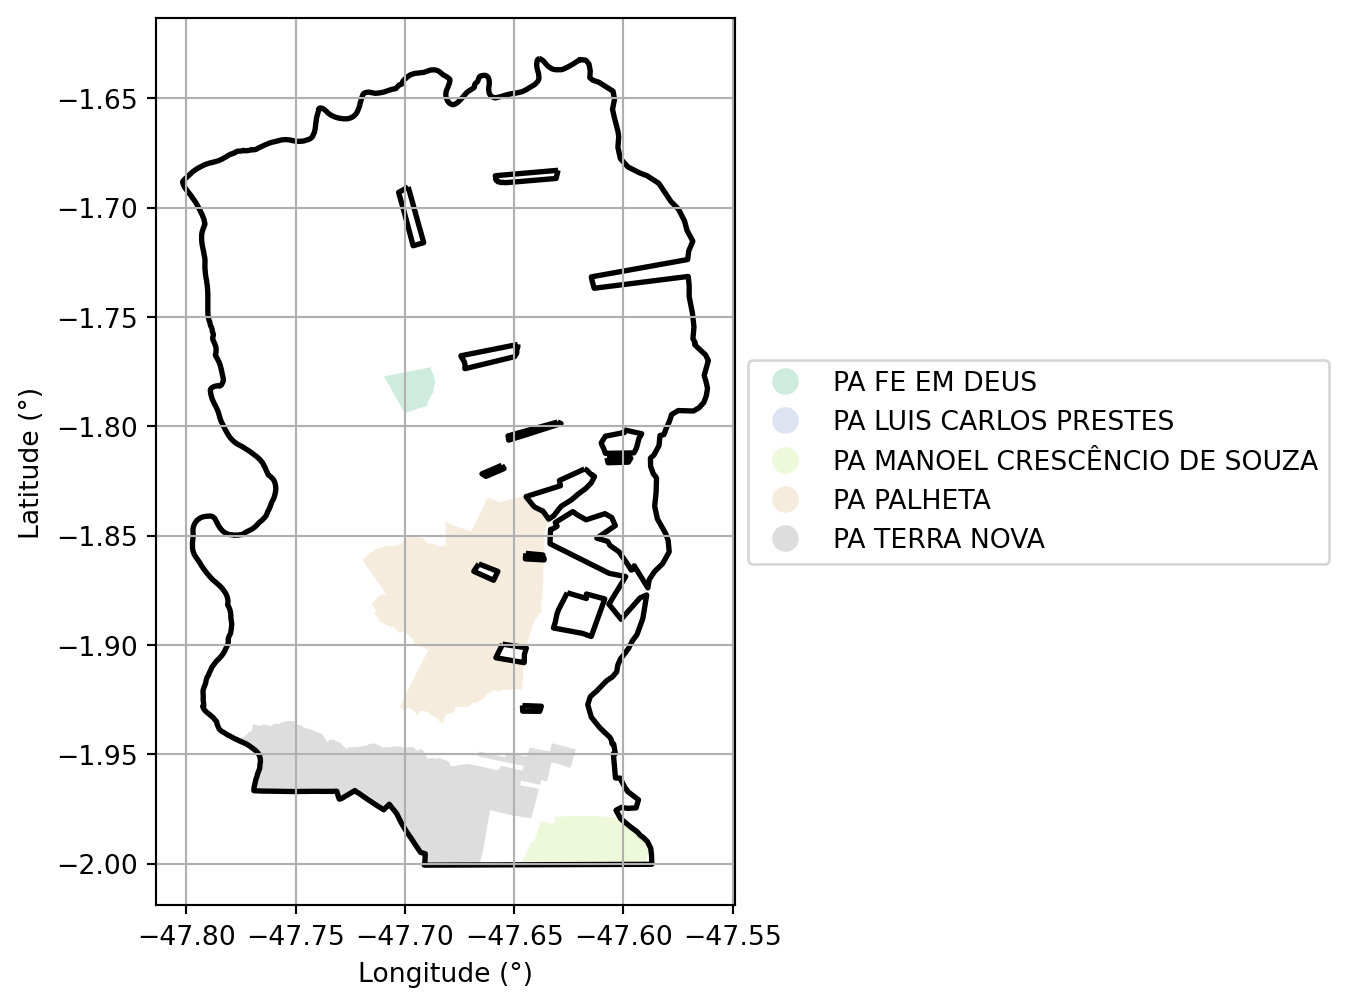 −1.65
−1.70
−1.75
−1.80
−1.85
−1.90
−1.95
−2.00
Latitude (°)
−47.80 −47.75 −47.70 −47.65 −47.60 −47.55
Longitude (°)
PA FE EM DEUS
PA LUIS CARLOS PRESTES
PA MANOEL CRESCÊNCIO DE SOUZA
PA PALHETA
PA TERRA NOVA